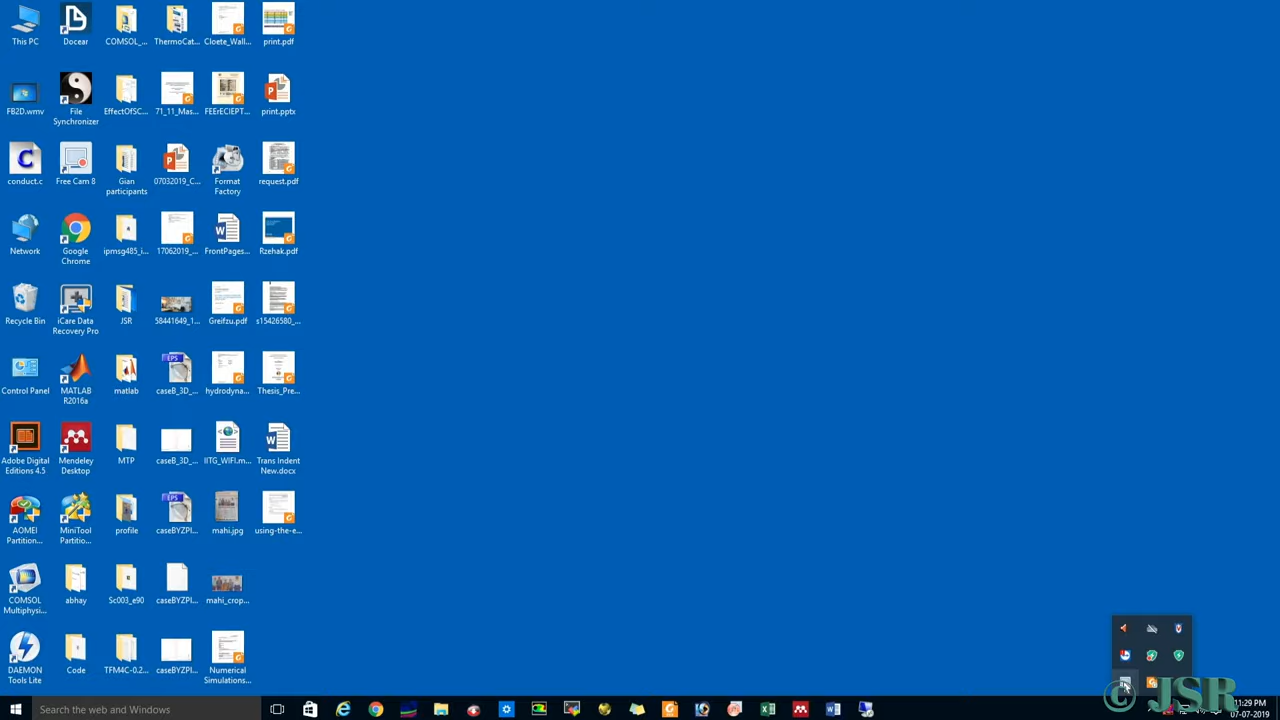 This PC
Docear
COMSOL_...
ThermoCat...
Cloete_Wall...
print.pdf
FB2D.wmv
File
Synchronizer
EffectOfSC...
71_11_Mas...
FEErECIEPT...
print.pptx
conduct.c
Free Cam 8
Gian
participants
07032019_C...
Format
Factory
request.pdf
Network
Google
Chrome
ipmsg485_i...
17062019_...
FrontPages...
Rzehak.pdf
Recycle Bin
iCare Data
Recovery Pro
JSR
58441649_1...
Greifzu.pdf
s15426580_...
Control Panel
MATLAB
R2016a
matlab
EPS
caseB_3D_...
hydrodyna...
Thesis_Pre...
Adobe Digital
Editions 4.5
Mendeley
Desktop
MTP
caseB_3D_...
IITG_WIFI.m...
Trans Indent
New.docx
AOMEI
Partition...
MiniTool
Partitio...
profile
EPS
caseBYZPl...
mahi.jpg
using-the-e...
COMSOL
Multiphysi...
abhay
Sc003_e90
caseBYZPl...
mahi_crop...
DAEMON
Tools Lite
Code
TFM4C-0.2...
caseBYZPl...
Numerical
Simulations...
© JSR
Search the web and Windows
11:29 PM
07-07-2019